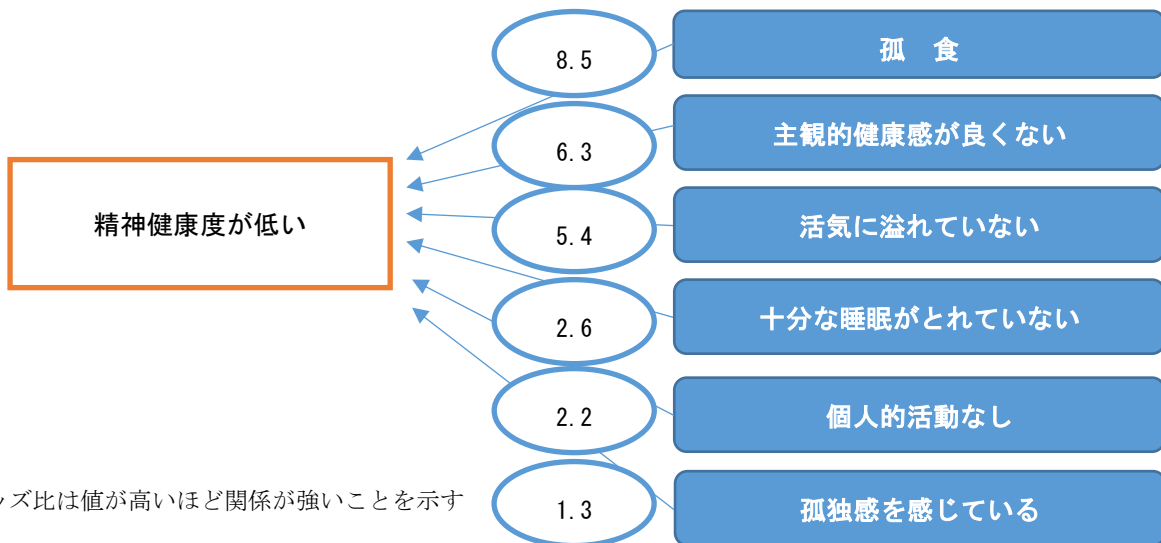 8.5
孤　食
6.3
主観的健康感が良くない
精神健康度が低い
5.4
活気に溢れていない
2.6
十分な睡眠がとれていない
2.2
個人的活動なし
ッズ比は値が高いほど関係が強いことを示す
1.3
孤独感を感じている